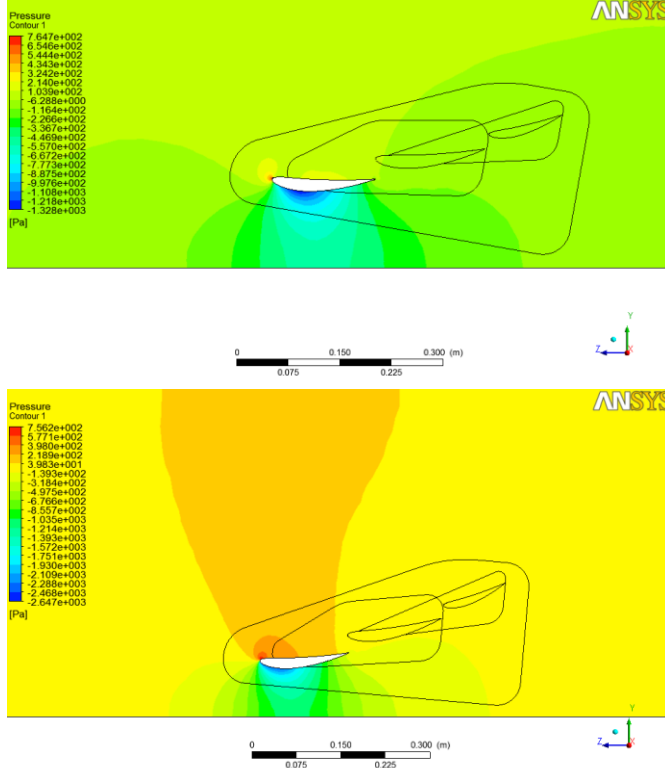 ANSYS
Pressure
Contour 1
7.647e+002
6.546e+002
5.444e+002
4.343e+002
3.242e+002
2.140e+002
1.039e+002
-6.288e+000
-1.164e+002
-2.266e+002
-3.367e+002
-4.469e+002
-5.570e+002
-6.672e+002
-7.773e+002
-8.875e+002
-9.976e+002
-1.108e+003
-1.218e+003
-1.328e+003
[Pa]
Y
Z
X
0 0.150 0.300 (m)
0.075 0.225
ANSYS
Pressure
Contour 1
7.562e+002
5.771e+002
3.980e+002
2.189e+002
3.983e+001
-1.393e+002
-3.184e+002
-4.975e+002
-6.766e+002
-8.557e+002
-1.035e+003
-1.214e+003
-1.393e+003
-1.572e+003
-1.751e+003
-1.930e+003
-2.109e+003
-2.288e+003
-2.468e+003
-2.647e+003
[Pa]
Y
Z
X
0 0.150 0.300 (m)
0.075 0.225